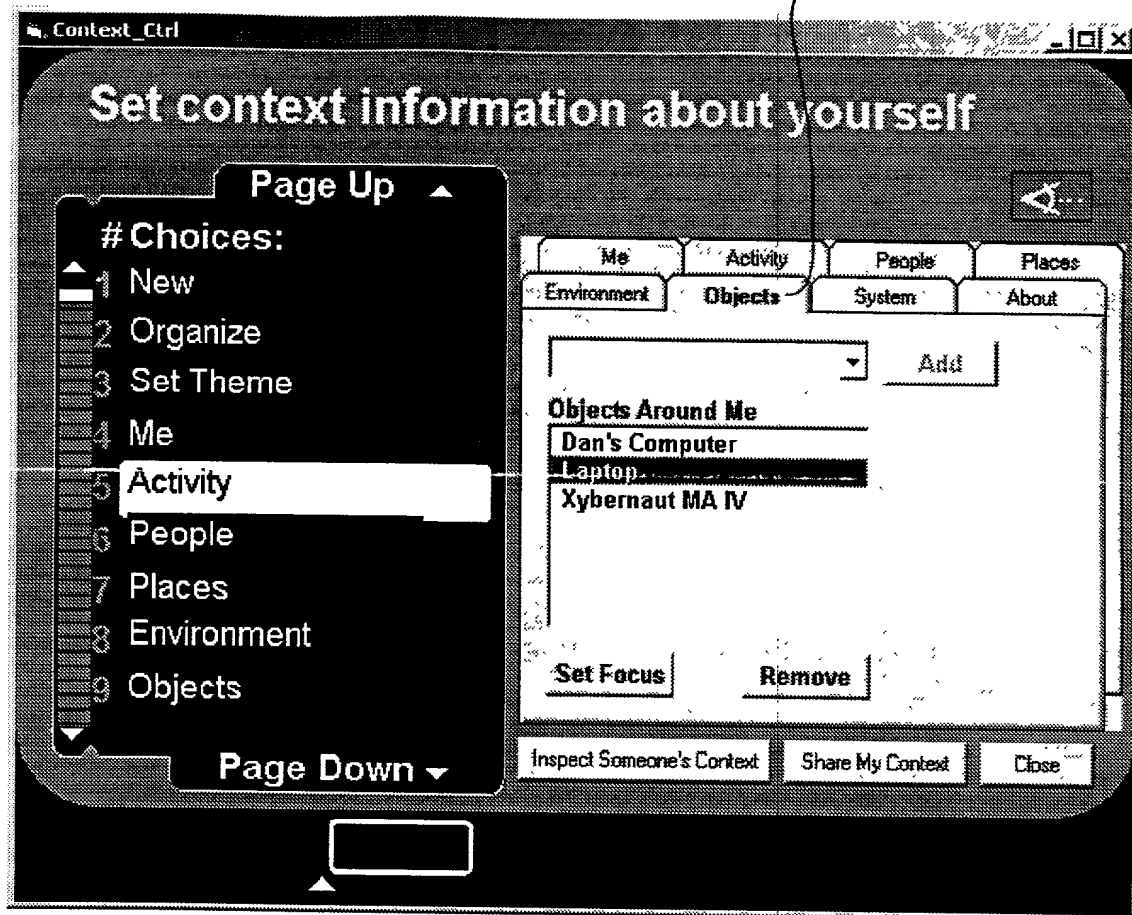 Context_Ctrl
Set context information about yourself
Page Up
# Choices:
1 New
2 Organize
3 Set Theme
4 Me
5 Activity
6 People
7 Places
8 Environment
9 Objects
Page Down
Me Activity People Places
Environment Objects System About
Add
Objects Around Me
Dan's Computer
Laptop
Xybernaut MA IV
Set Focus Remove
Inspect Someone's Context Share My Context Close